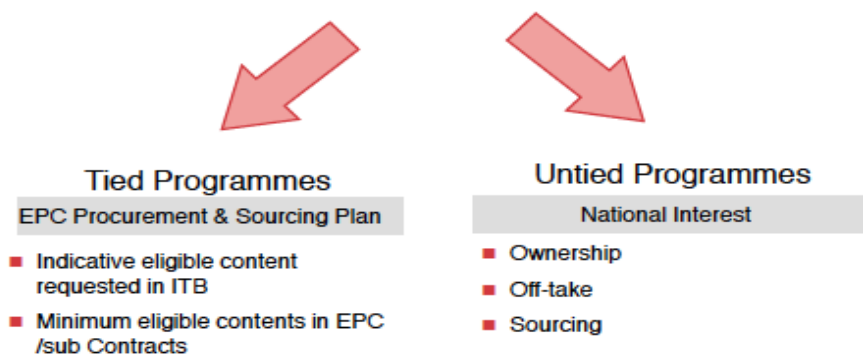 Tied Programmes
EPC Procurement & Sourcing Plan
Indicative eligible content
requested in ITB
Minimum eligible contents in EPC
/sub Contracts
Untied Programmes
National Interest
Ownership
Off-take
Sourcing